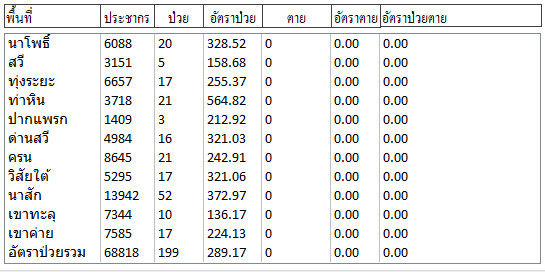 พื้นที่ ประชากร ป่วย อัตราป่วย ตาย อัตราตาย อัตราป่วยตาย
นาโพธิ์ 6088 20 328.52 0 0.00 0.00
สวี 3151 5 158.68 0 0.00 0.00
ทุ่งระยะ 6657 17 255.37 0 0.00 0.00
ท่าหิน 3718 21 564.82 0 0.00 0.00
ปากแพรก 1409 3 212.92 0 0.00 0.00
ด่านสวี 4984 16 321.03 0 0.00 0.00
ครน 8645 21 242.91 0 0.00 0.00
วิสัยใต้ 5295 17 321.06 0 0.00 0.00
นาสัก 13942 52 372.97 0 0.00 0.00
เขาทะลุ 7344 10 136.17 0 0.00 0.00
เขาค่าย 7585 17 224.13 0 0.00 0.00
อัตราป่วยรวม 68818 199 289.17 0 0.00 0.00